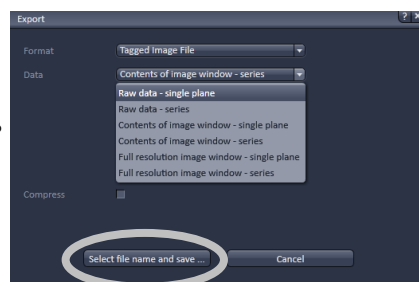 Export
Format Tagged Image File
Data Contents of image window - series
Raw data - single plane
Raw data - series
Contents of image window - single plane
Contents of image window - series
Full resolution image window - single plane
Full resolution image window - series
Compress
Select file name and save ... Cancel